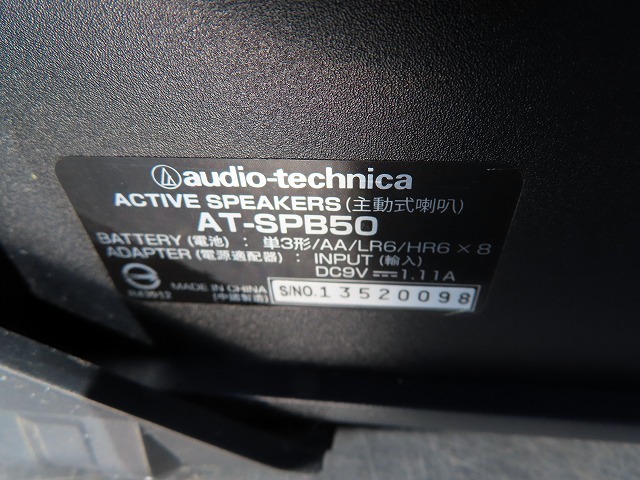 audio-technica
ACTIVE SPEAKERS (主動式喇叭)
AT-SPB50
BATTERY (電池) : 単3形/AA/LR6/HR6 × 8
ADAPTER (電源適配器) : INPUT (輸入)
DC9V ⎓ 1.11A
MADE IN CHINA
(中國製造)
S/NO. 13520098